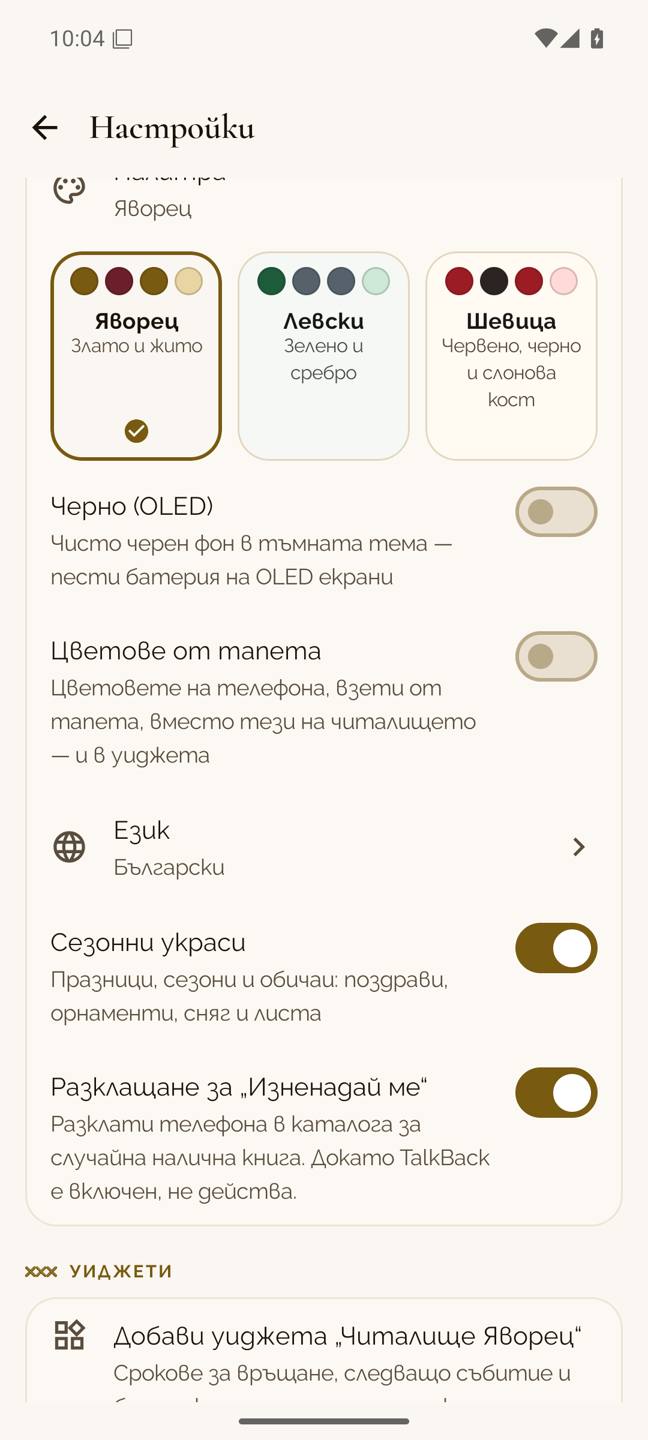 10:04
Настройки
Палитра
Яворец
Яворец
Злато и жито
Левски
Зелено и
сребро
Шевица
Червено, черно
и слонова
кост
Черно (OLED)
Чисто черен фон в тъмната тема —
пести батерия на OLED екрани
Цветове от тапета
Цветовете на телефона, взети от
тапета, вместо тези на читалището
— и в уиджета
Език
Български
Сезонни украси
Празници, сезони и обичаи: поздрави,
орнаменти, сняг и листа
Разклащане за „Изненадай ме“
Разклати телефона в каталога за
случайна налична книга. Докато TalkBack
е включен, не действа.
УИДЖЕТИ
Добави уиджета „Читалище Яворец“
Срокове за връщане, следващо събитие и